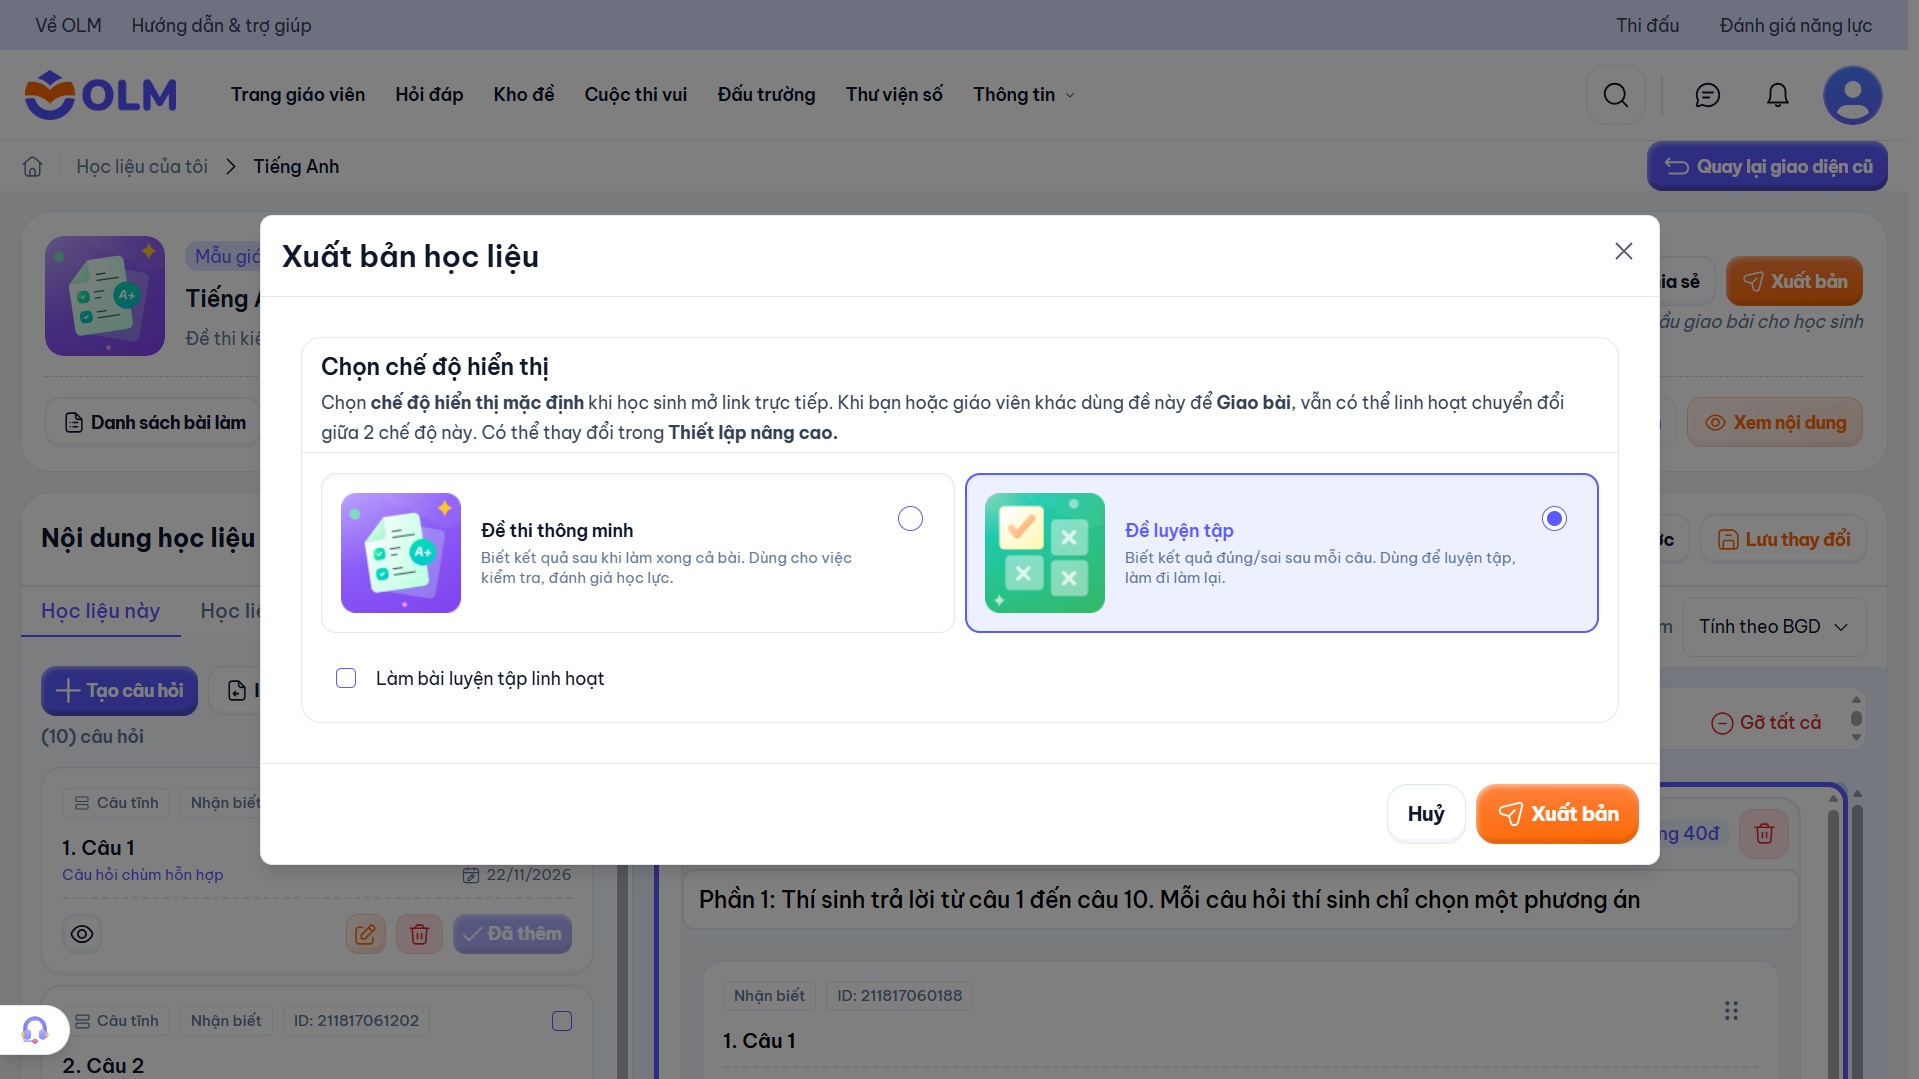 Về OLM
Hướng dẫn & trợ giúp
Thi đấu
Đánh giá năng lực
OLM
Trang giáo viên
Hỏi đáp
Kho đề
Cuộc thi vui
Đấu trường
Thư viện số
Thông tin
Học liệu của tôi
Tiếng Anh
Quay lại giao diện cũ
Xuất bản học liệu
Mẫu giá
Tiếng A
Đề thi kiể
ia sẻ
Xuất bản
ầu giao bài cho học sinh
Chọn chế độ hiển thị
Chọn chế độ hiển thị mặc định khi học sinh mở link trực tiếp. Khi bạn hoặc giáo viên khác dùng đề này để Giao bài, vẫn có thể linh hoạt chuyển đổi
giữa 2 chế độ này. Có thể thay đổi trong Thiết lập nâng cao.
Danh sách bài làm
Xem nội dung
A+
Đề thi thông minh
Biết kết quả sau khi làm xong cả bài. Dùng cho việc
kiểm tra, đánh giá học lực.
Đề luyện tập
Biết kết quả đúng/sai sau mỗi câu. Dùng để luyện tập,
làm đi làm lại.
Nội dung học liệu
Lưu thay đổi
Học liệu này
Học liệ
Tính theo BGD
Làm bài luyện tập linh hoạt
Tạo câu hỏi
Gỡ tất cả
(10) câu hỏi
Huỷ
Xuất bản
Câu tĩnh
Nhận biết
ng 40đ
1. Câu 1
Câu hỏi chùm hỗn hợp
22/11/2026
Đã thêm
Phần 1: Thí sinh trả lời từ câu 1 đến câu 10. Mỗi câu hỏi thí sinh chỉ chọn một phương án
Nhận biết
ID: 211817060188
1. Câu 1
Câu tĩnh
Nhận biết
ID: 211817061202
2. Câu 2